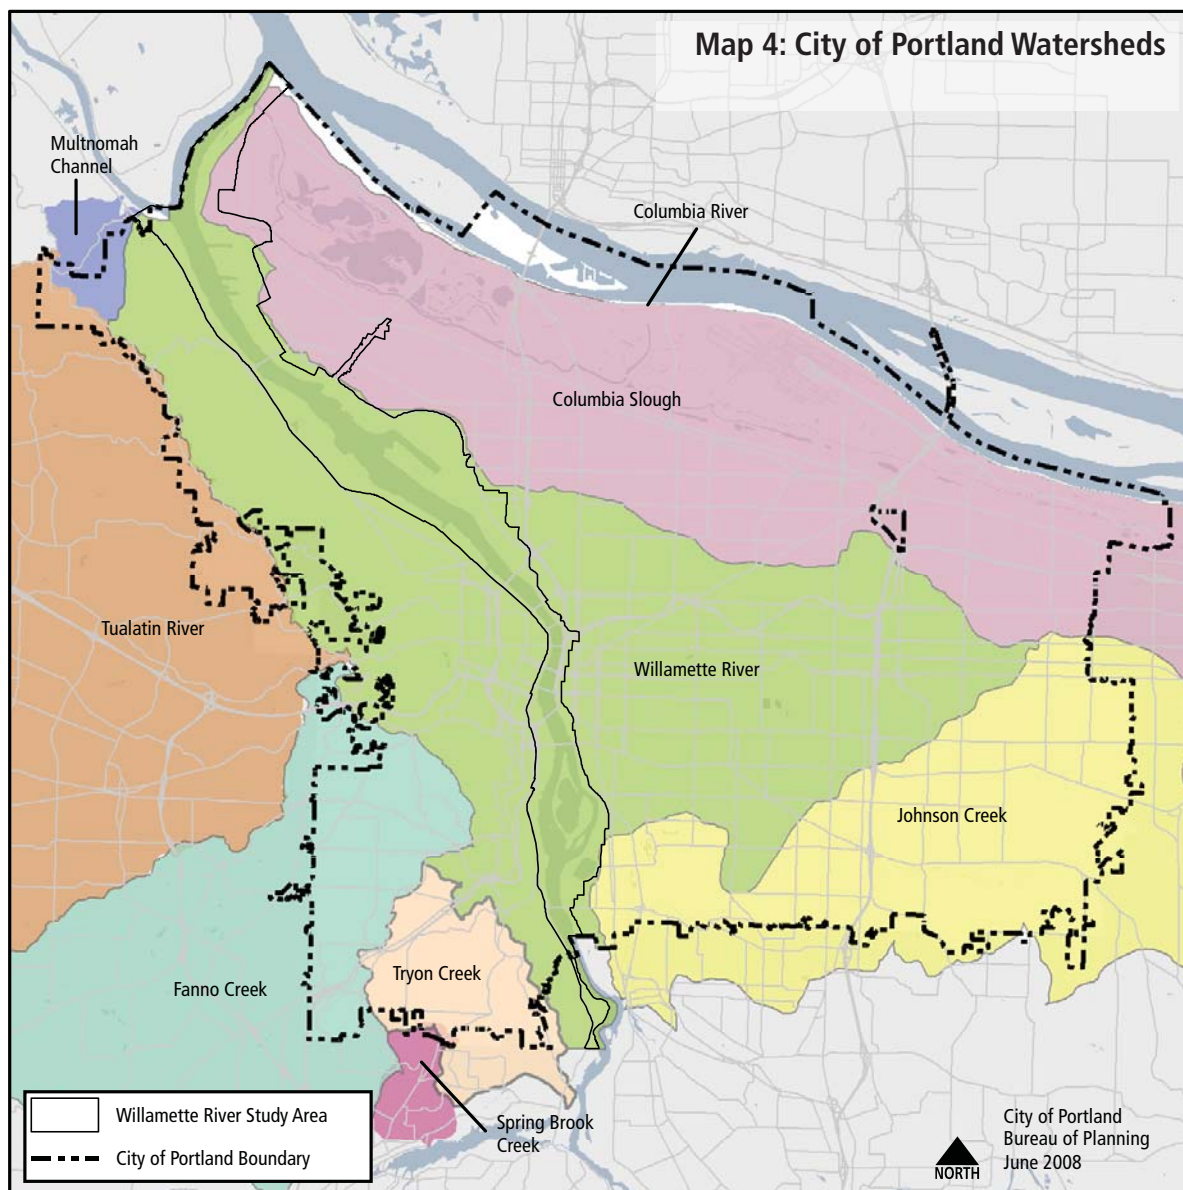 Map 4: City of Portland Watersheds
Multnomah
Channel
Columbia River
Columbia Slough
Tualatin River
Willamette River
Johnson Creek
Tryon Creek
Fanno Creek
Spring Brook
Creek
Willamette River Study Area
City of Portland Boundary
NORTH
City of Portland
Bureau of Planning
June 2008